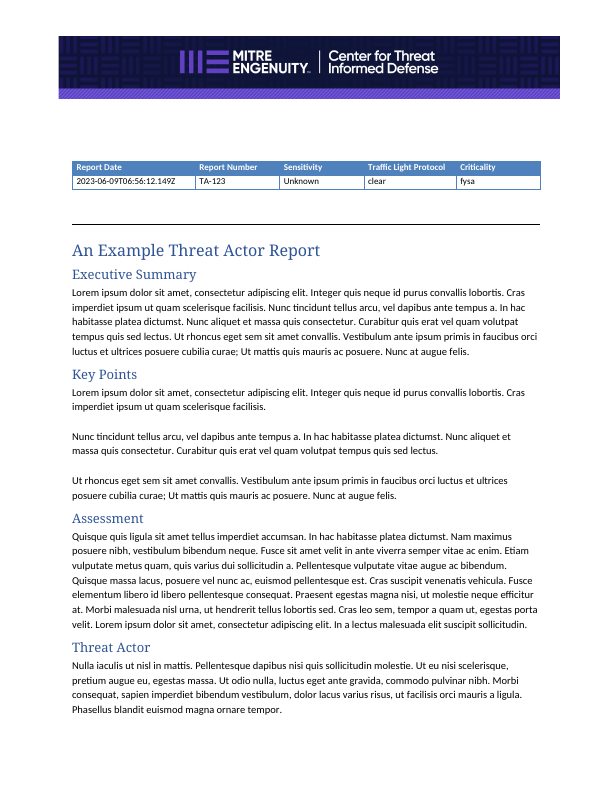 MITRE ENGENUITY™ | Center for Threat Informed Defense
Report Date Report Number Sensitivity Traffic Light Protocol Criticality
2023-06-09T06:56:12.149Z TA-123 Unknown clear fysa
An Example Threat Actor Report
Executive Summary
Lorem ipsum dolor sit amet, consectetur adipiscing elit. Integer quis neque id purus convallis lobortis. Cras
imperdiet ipsum ut quam scelerisque facilisis. Nunc tincidunt tellus arcu, vel dapibus ante tempus a. In hac
habitasse platea dictumst. Nunc aliquet et massa quis consectetur. Curabitur quis erat vel quam volutpat
tempus quis sed lectus. Ut rhoncus eget sem sit amet convallis. Vestibulum ante ipsum primis in faucibus orci
luctus et ultrices posuere cubilia curae; Ut mattis quis mauris ac posuere. Nunc at augue felis.
Key Points
Lorem ipsum dolor sit amet, consectetur adipiscing elit. Integer quis neque id purus convallis lobortis. Cras
imperdiet ipsum ut quam scelerisque facilisis.
Nunc tincidunt tellus arcu, vel dapibus ante tempus a. In hac habitasse platea dictumst. Nunc aliquet et
massa quis consectetur. Curabitur quis erat vel quam volutpat tempus quis sed lectus.
Ut rhoncus eget sem sit amet convallis. Vestibulum ante ipsum primis in faucibus orci luctus et ultrices
posuere cubilia curae; Ut mattis quis mauris ac posuere. Nunc at augue felis.
Assessment
Quisque quis ligula sit amet tellus imperdiet accumsan. In hac habitasse platea dictumst. Nam maximus
posuere nibh, vestibulum bibendum neque. Fusce sit amet velit in ante viverra semper vitae ac enim. Etiam
vulputate metus quam, quis varius dui sollicitudin a. Pellentesque vulputate vitae augue ac bibendum.
Quisque massa lacus, posuere vel nunc ac, euismod pellentesque est. Cras suscipit venenatis vehicula. Fusce
elementum libero id libero pellentesque consequat. Praesent egestas magna nisi, ut molestie neque efficitur
at. Morbi malesuada nisl urna, ut hendrerit tellus lobortis sed. Cras leo sem, tempor a quam ut, egestas porta
velit. Lorem ipsum dolor sit amet, consectetur adipiscing elit. In a lectus malesuada elit suscipit sollicitudin.
Threat Actor
Nulla iaculis ut nisl in mattis. Pellentesque dapibus nisi quis sollicitudin molestie. Ut eu nisi scelerisque,
pretium augue eu, egestas massa. Ut odio nulla, luctus eget ante gravida, commodo pulvinar nibh. Morbi
consequat, sapien imperdiet bibendum vestibulum, dolor lacus varius risus, ut facilisis orci mauris a ligula.
Phasellus blandit euismod magna ornare tempor.